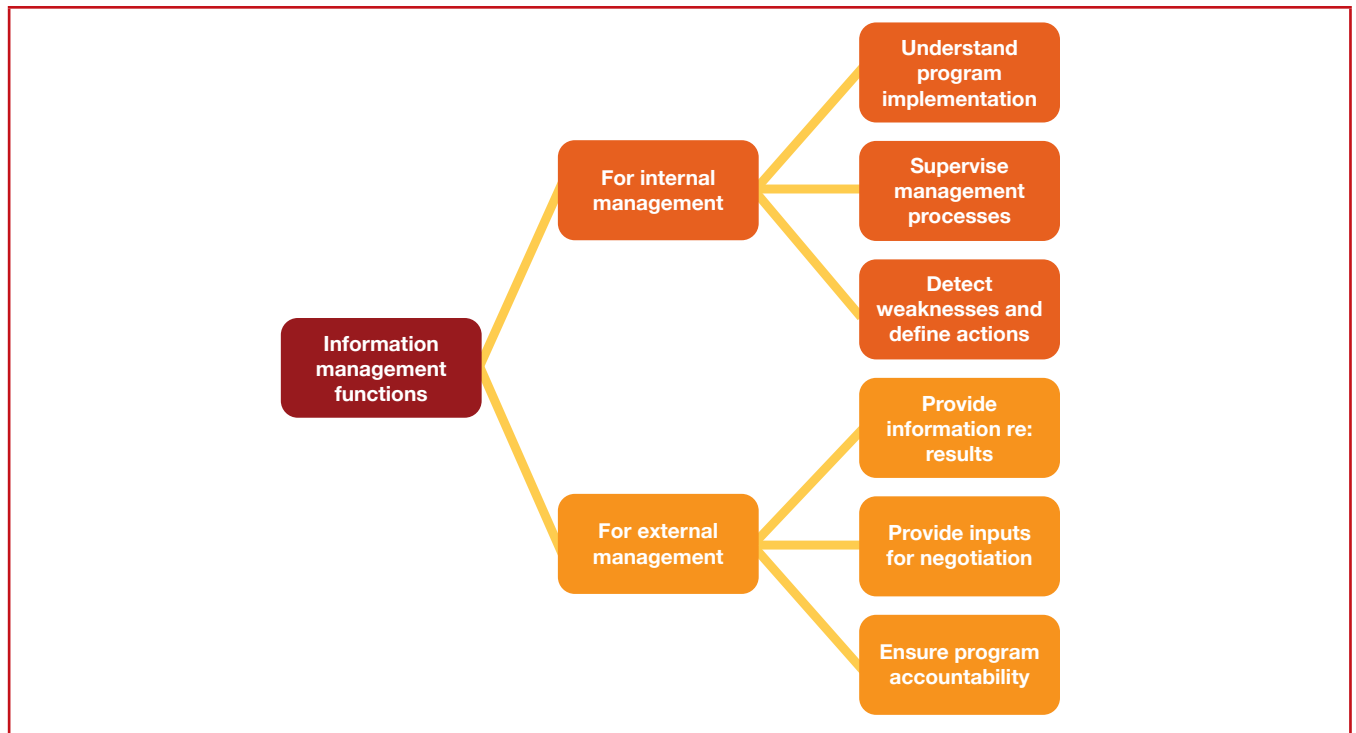 Information
management
functions
For internal
management
Understand
program
implementation
Supervise
management
processes
Detect
weaknesses and
define actions
For external
management
Provide
information re:
results
Provide inputs
for negotiation
Ensure program
accountability